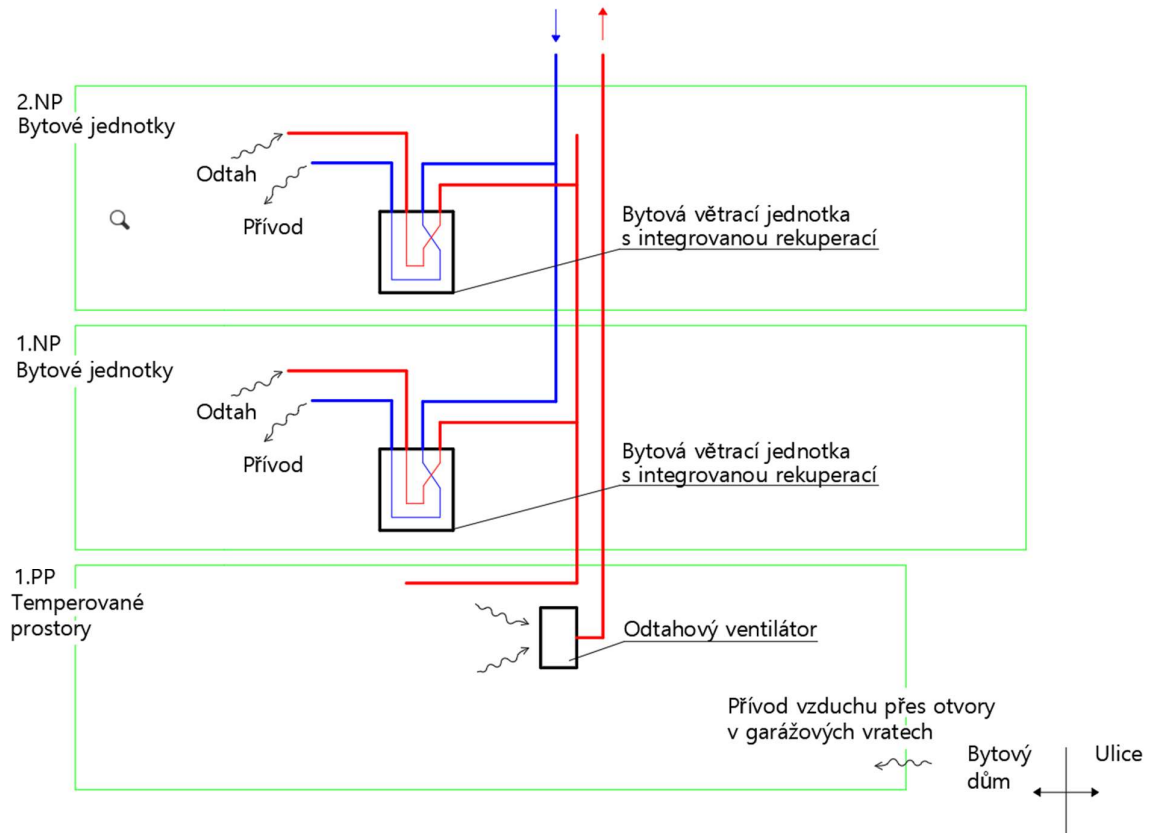 2.NP
Bytové jednotky
Odtah
Přívod
Bytová větrací jednotka
s integrovanou rekuperací
1.NP
Bytové jednotky
Odtah
Přívod
Bytová větrací jednotka
s integrovanou rekuperací
1.PP
Temperované
prostory
Odtahový ventilátor
Přívod vzduchu přes otvory
v garážových vratech
Bytový
dům
Ulice